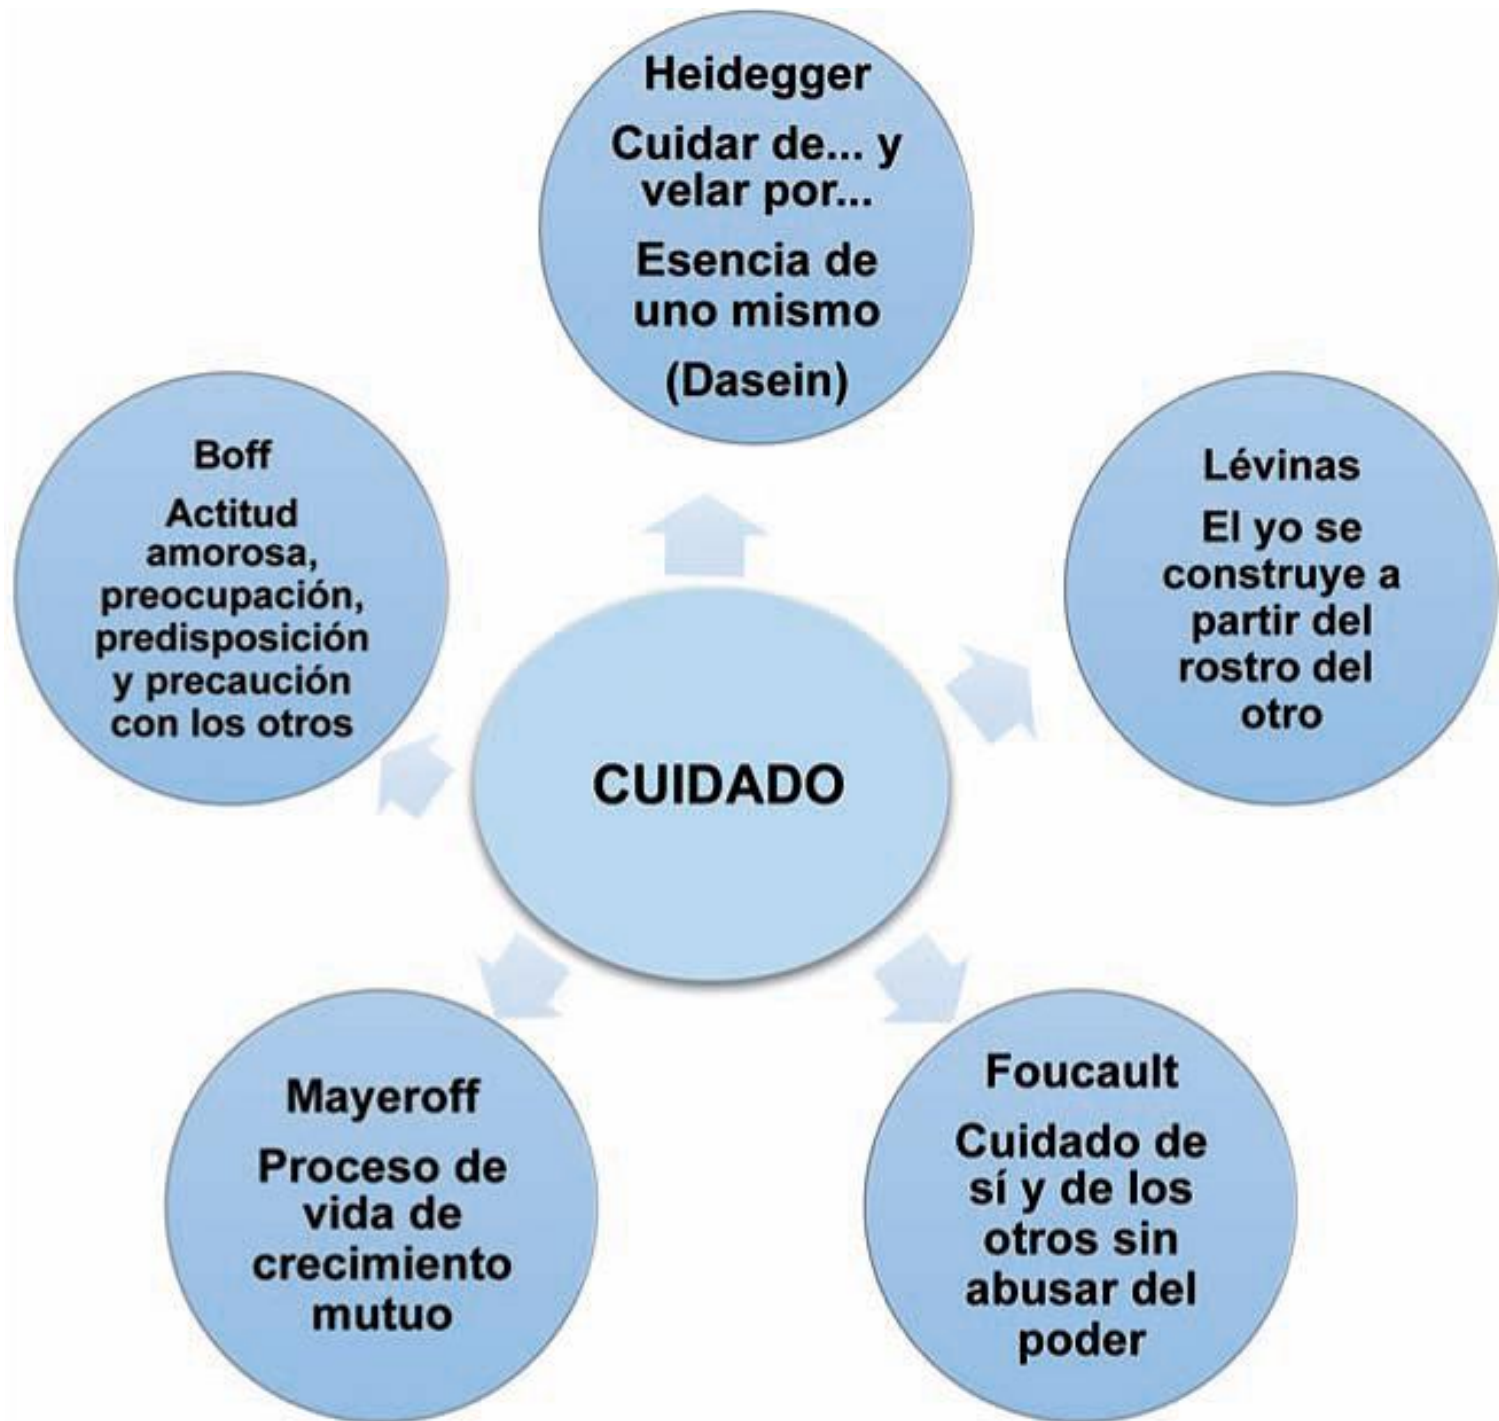 Heidegger
Cuidar de... y
velar por...
Esencia de
uno mismo
(Dasein)
Lévinas
El yo se
construye a
partir del
rostro del
otro
Foucault
Cuidado de
sí y de los
otros sin
abusar del
poder
Mayeroff
Proceso de
vida de
crecimiento
mutuo
Boff
Actitud
amorosa,
preocupación,
predisposición
y precaución
con los otros
CUIDADO